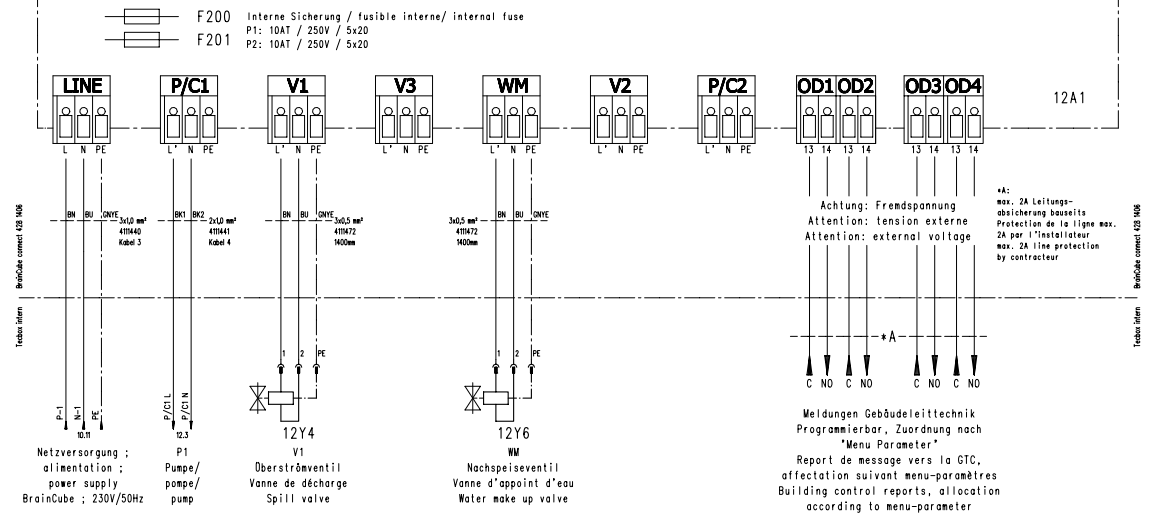 F200 Interne Sicherung / fusible interne/ internal fuse
P1: 10AT / 250V / 5x20
F201 P2: 10AT / 250V / 5x20
LINE P/C1 V1 V3 WM V2 P/C2 OD1 OD2 OD3 OD4
12A1
L N PE L' N PE L' N PE L' N PE L' N PE L' N PE L' N PE 13 14 13 14 13 14 13 14
BN BU GNYE
3x1,0 mm²
4111440
Kabel 3
BK1 BK2
2x1,0 mm²
4111441
Kabel 4
BN BU GNYE
3x0,5 mm²
4111472
1400mm
3x0,5 mm²
4111472
1400mm
BN BU GNYE
Achtung: Fremdspannung
Attention: tension externe
Attention: external voltage
*A:
max. 2A Leitungs-
absicherung bauseits
Protection de la ligne max.
2A par l'installateur
max. 2A line protection
by contracteur
BrainCube connect 428 1406
Tecbox intern
BrainCube connect 428 1406
Tecbox intern
P-1 N-1 PE
10.11
P/C1 L P/C1 N
12.3
1 2 PE
12Y4
1 2 PE
12Y6
*A
C NO C NO C NO C NO
Netzversorgung ;
alimentation ;
power supply
BrainCube ; 230V/50Hz
P1
Pumpe/
pompe/
pump
V1
Überströmventil
Vanne de décharge
Spill valve
WM
Nachspeiseventil
Vanne d'appoint d'eau
Water make up valve
Meldungen Gebäudeleittechnik
Programmierbar, Zuordnung nach
"Menu Parameter"
Report de message vers la GTC,
affectation suivant menu-paramètres
Building control reports, allocation
according to menu-parameter